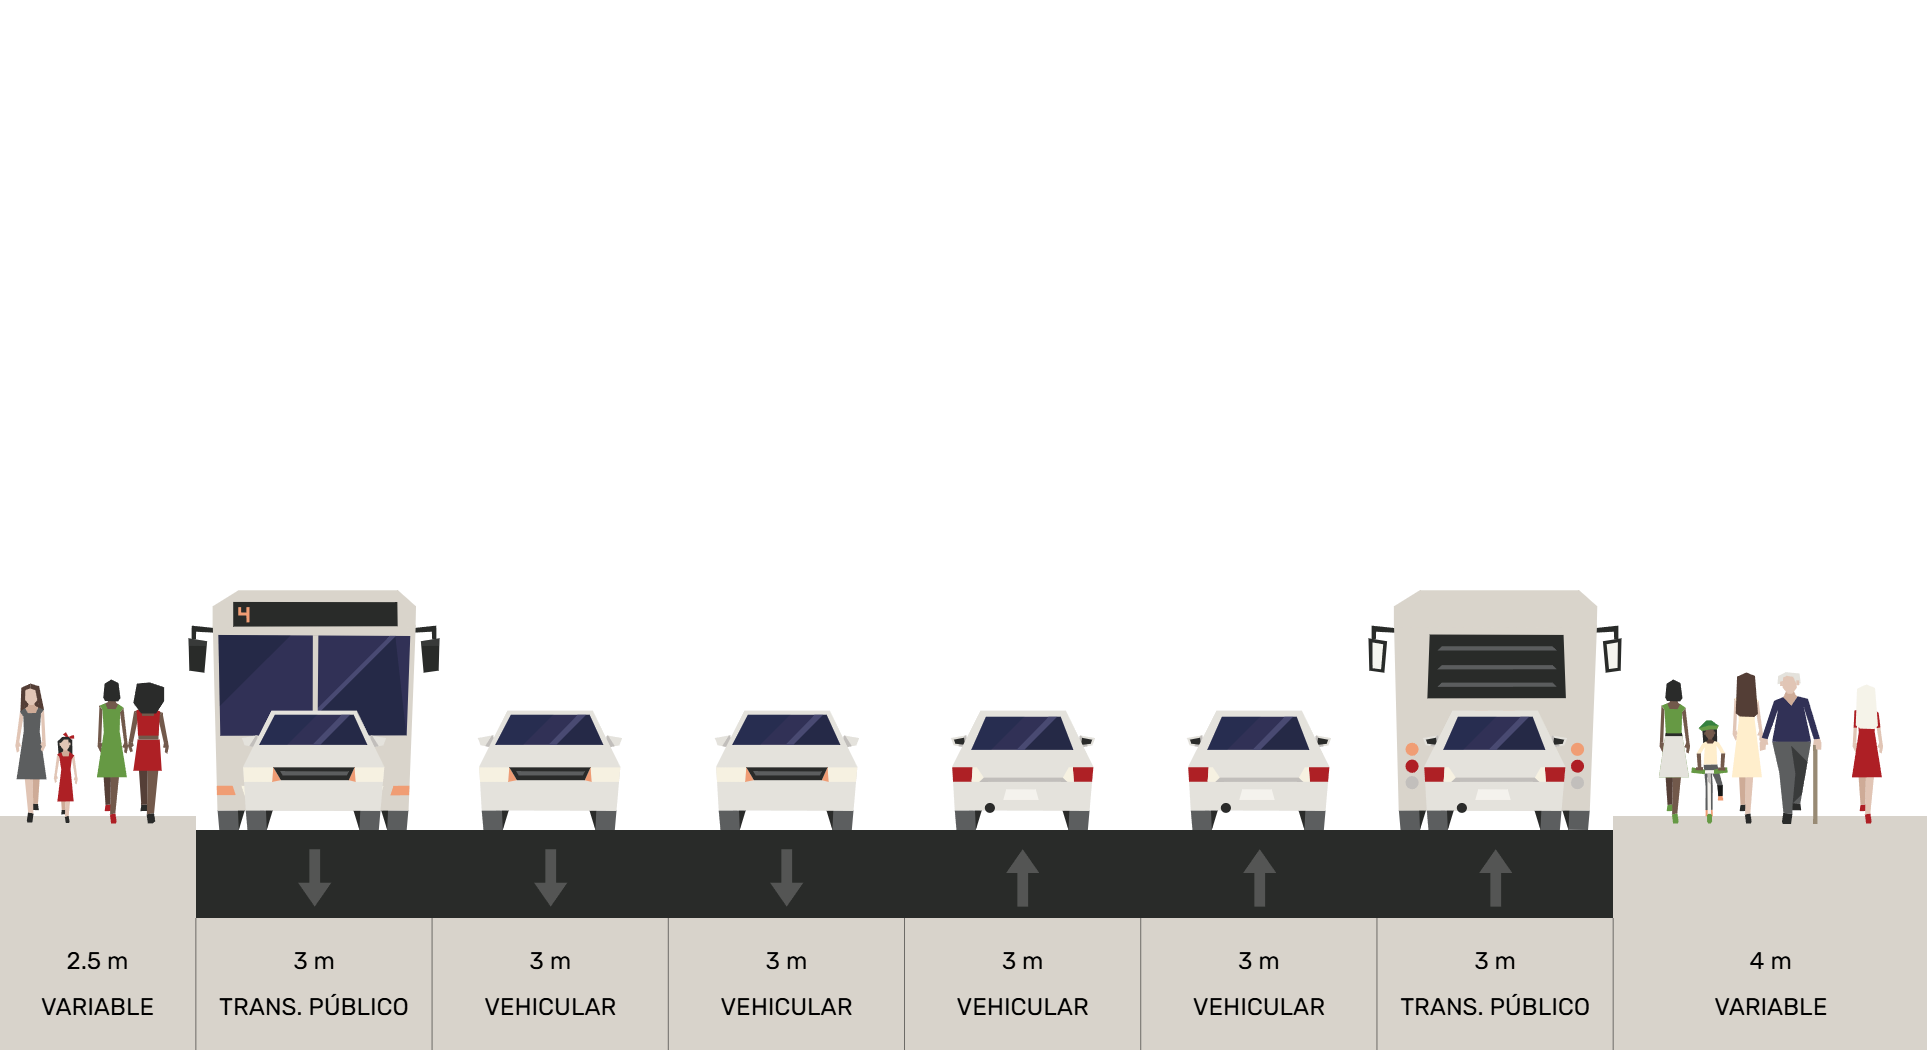 4
2.5 m
VARIABLE
3 m
TRANS. PÚBLICO
3 m
VEHICULAR
3 m
VEHICULAR
3 m
VEHICULAR
3 m
VEHICULAR
3 m
TRANS. PÚBLICO
4 m
VARIABLE